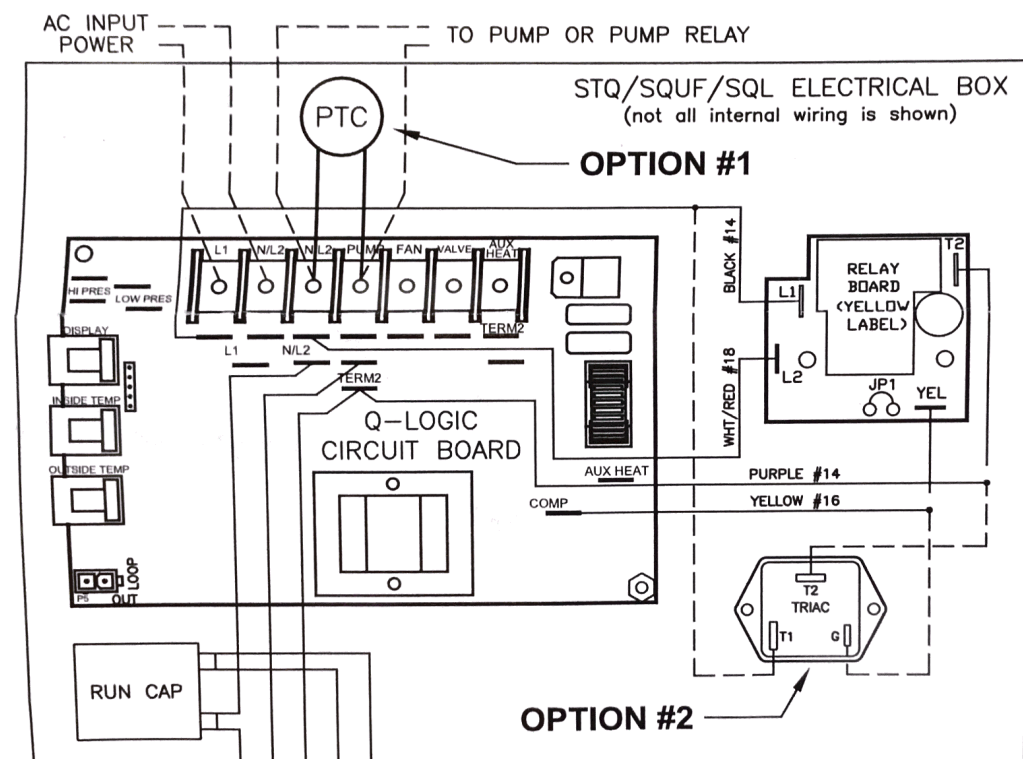 AC INPUT
POWER
TO PUMP OR PUMP RELAY
STQ/SQUF/SQL ELECTRICAL BOX
(not all internal wiring is shown)
PTC
OPTION #1
L1
N/L2
N/L2
PUMP
FAN
VALVE
AUX
HEAT
HI PRES
LOW PRES
DISPLAY
INSIDE TEMP
OUTSIDE TEMP
TERM2
L1
N/L2
TERM2
Q-LOGIC
CIRCUIT BOARD
AUX HEAT
COMP
P5
OUT
LOOP
BLACK #14
WHT/RED #18
PURPLE #14
YELLOW #16
T2
RELAY
BOARD
(YELLOW
LABEL)
L1
L2
JP1
YEL
T2
TRIAC
T1
G
RUN CAP
OPTION #2